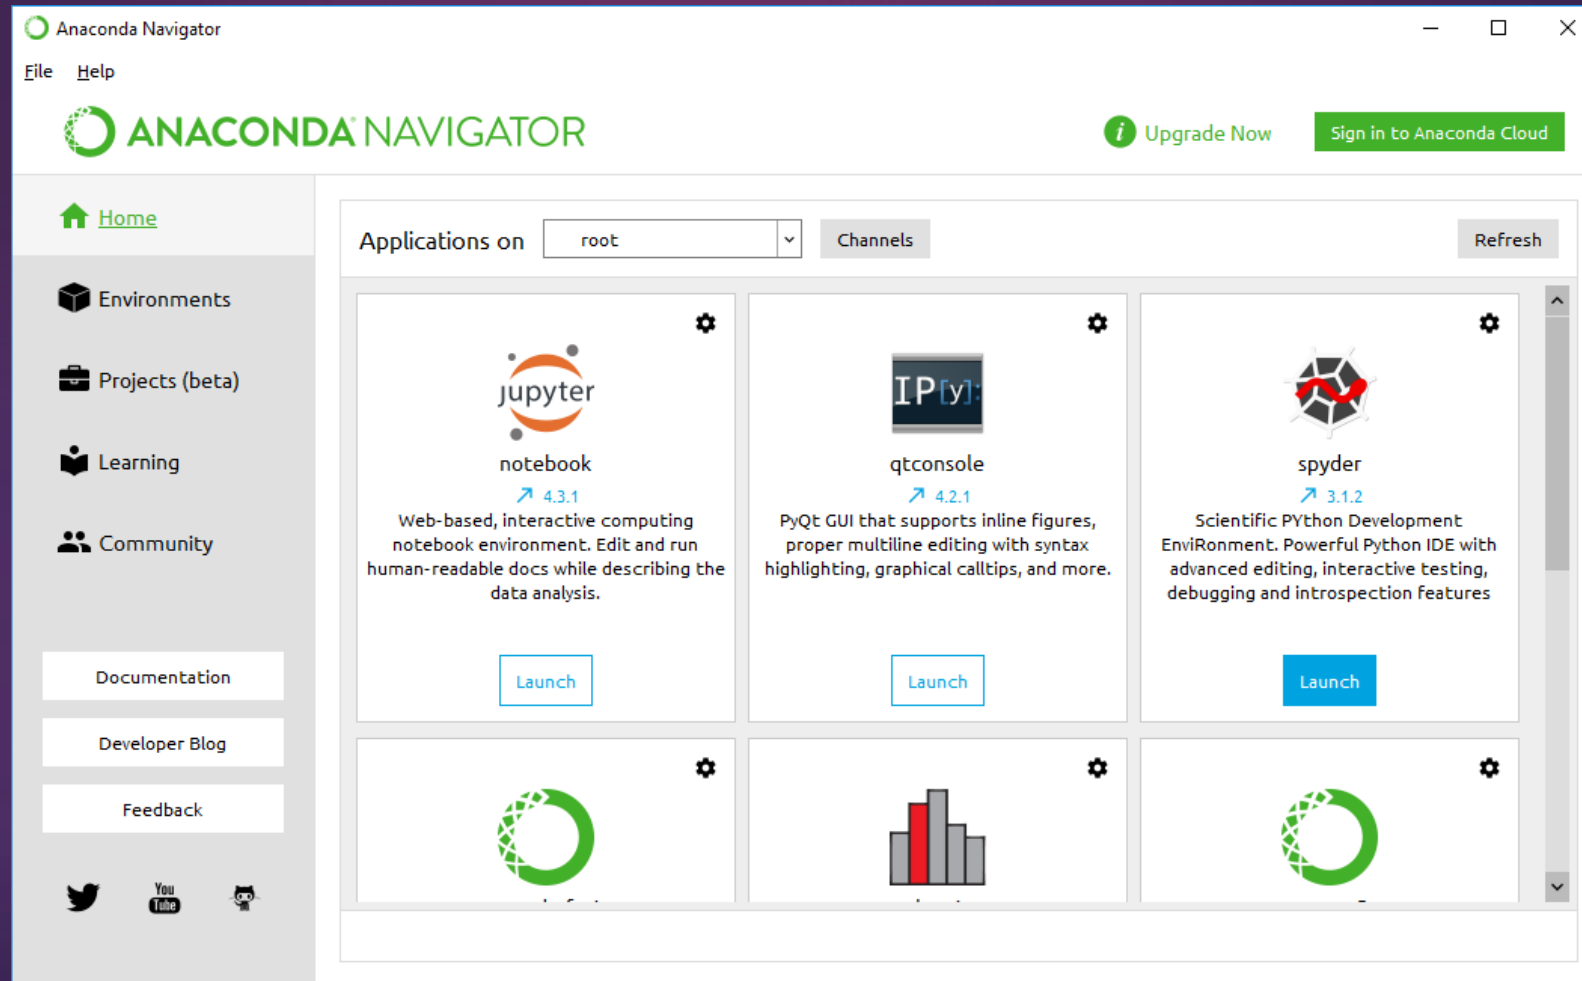 Anaconda Navigator
File Help
ANACONDA NAVIGATOR
i Upgrade Now
Sign in to Anaconda Cloud
Home
Environments
Projects (beta)
Learning
Community
Documentation
Developer Blog
Feedback
You
Tube
Applications on root Channels Refresh
jupyter
notebook
4.3.1
Web-based, interactive computing
notebook environment. Edit and run
human-readable docs while describing the
data analysis.
Launch
IP[y]:
qtconsole
4.2.1
PyQt GUI that supports inline figures,
proper multiline editing with syntax
highlighting, graphical calltips, and more.
Launch
spyder
3.1.2
Scientific PYthon Development
EnviRonment. Powerful Python IDE with
advanced editing, interactive testing,
debugging and introspection features
Launch